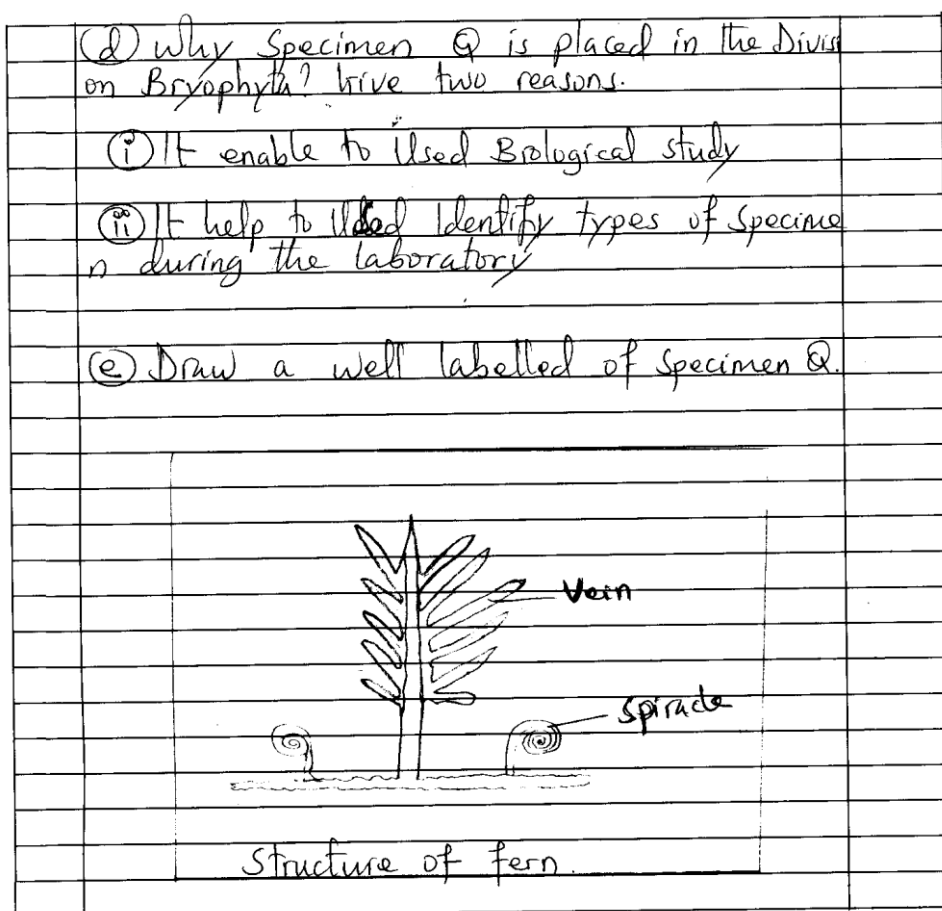 (d) Why Specimen Q is placed in the Divisi
on Bryophyta? Give two reasons.
(i) It enable to Used Biological study
(ii) It help to Used Identify types of Specime
n during the laboratory
(e) Draw a well labelled of Specimen Q.
Vein
Spiracle
Structure of fern.